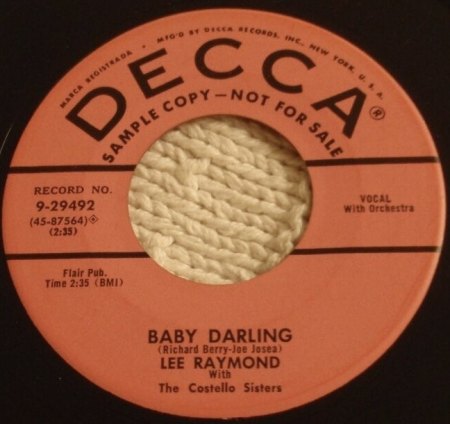 MARCA REGISTRADA • MF'D BY DECCA RECORDS, INC., NEW YORK, U.S.A.
DECCA®
SAMPLE COPY—NOT FOR SALE
RECORD NO.
9-29492
(45-87564)
(2:35)
VOCAL
With Orchestra
Flair Pub.
Time 2:35 (BMI)
BABY DARLING
(Richard Berry-Joe Josea)
LEE RAYMOND
With
The Costello Sisters